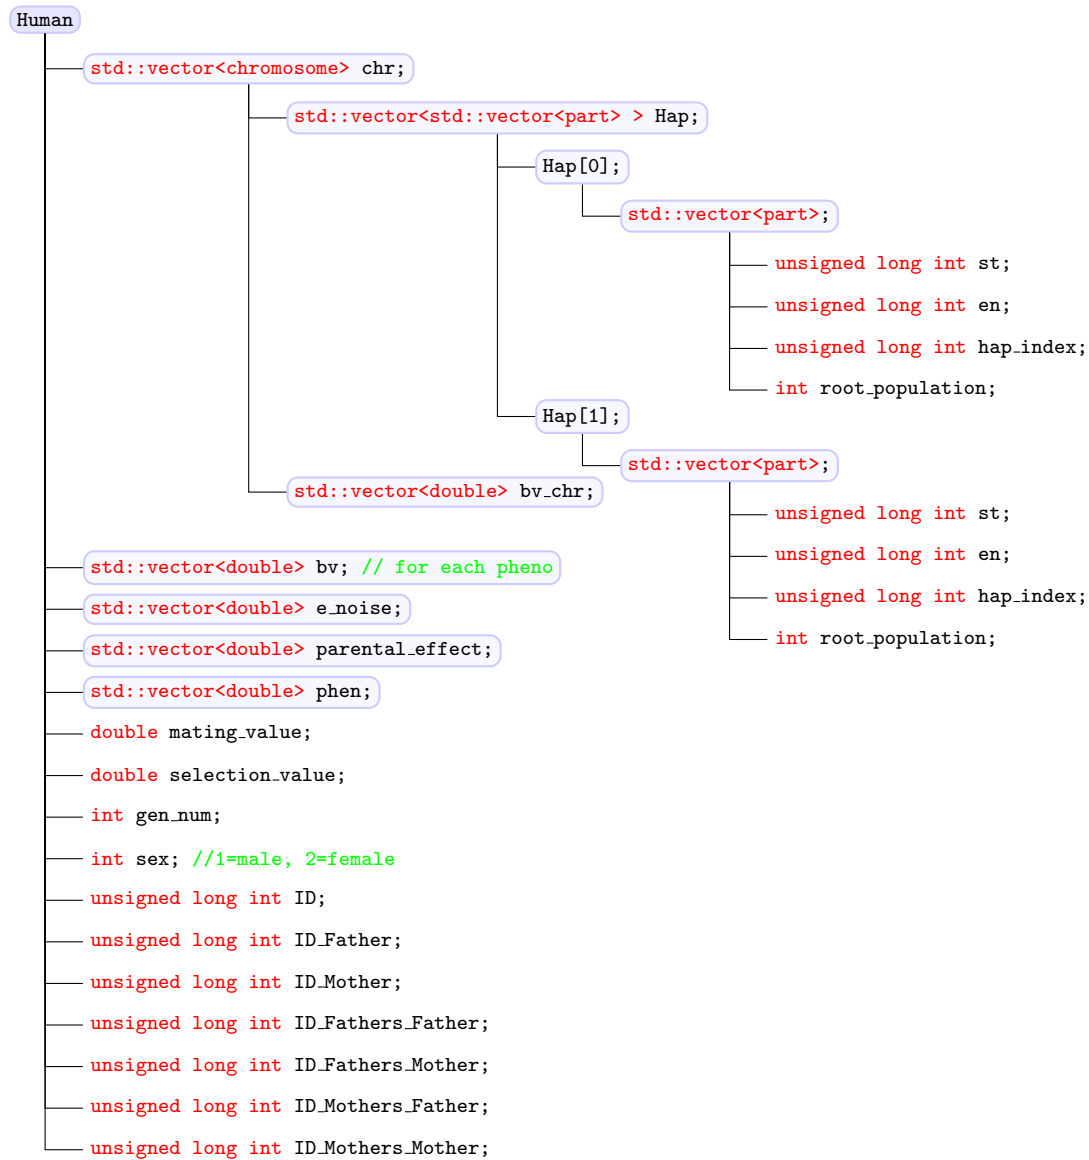 Human
std::vector<chromosome> chr;
std::vector<std::vector<part> > Hap;
Hap[0];
std::vector<part>;
unsigned long int st;
unsigned long int en;
unsigned long int hap_index;
int root_population;
Hap[1];
std::vector<part>;
std::vector<double> bv_chr;
unsigned long int st;
unsigned long int en;
unsigned long int hap_index;
int root_population;
std::vector<double> bv; // for each pheno
std::vector<double> e_noise;
std::vector<double> parental_effect;
std::vector<double> phen;
double mating_value;
double selection_value;
int gen_num;
int sex; //1=male, 2=female
unsigned long int ID;
unsigned long int ID_Father;
unsigned long int ID_Mother;
unsigned long int ID_Fathers_Father;
unsigned long int ID_Fathers_Mother;
unsigned long int ID_Mothers_Father;
unsigned long int ID_Mothers_Mother;